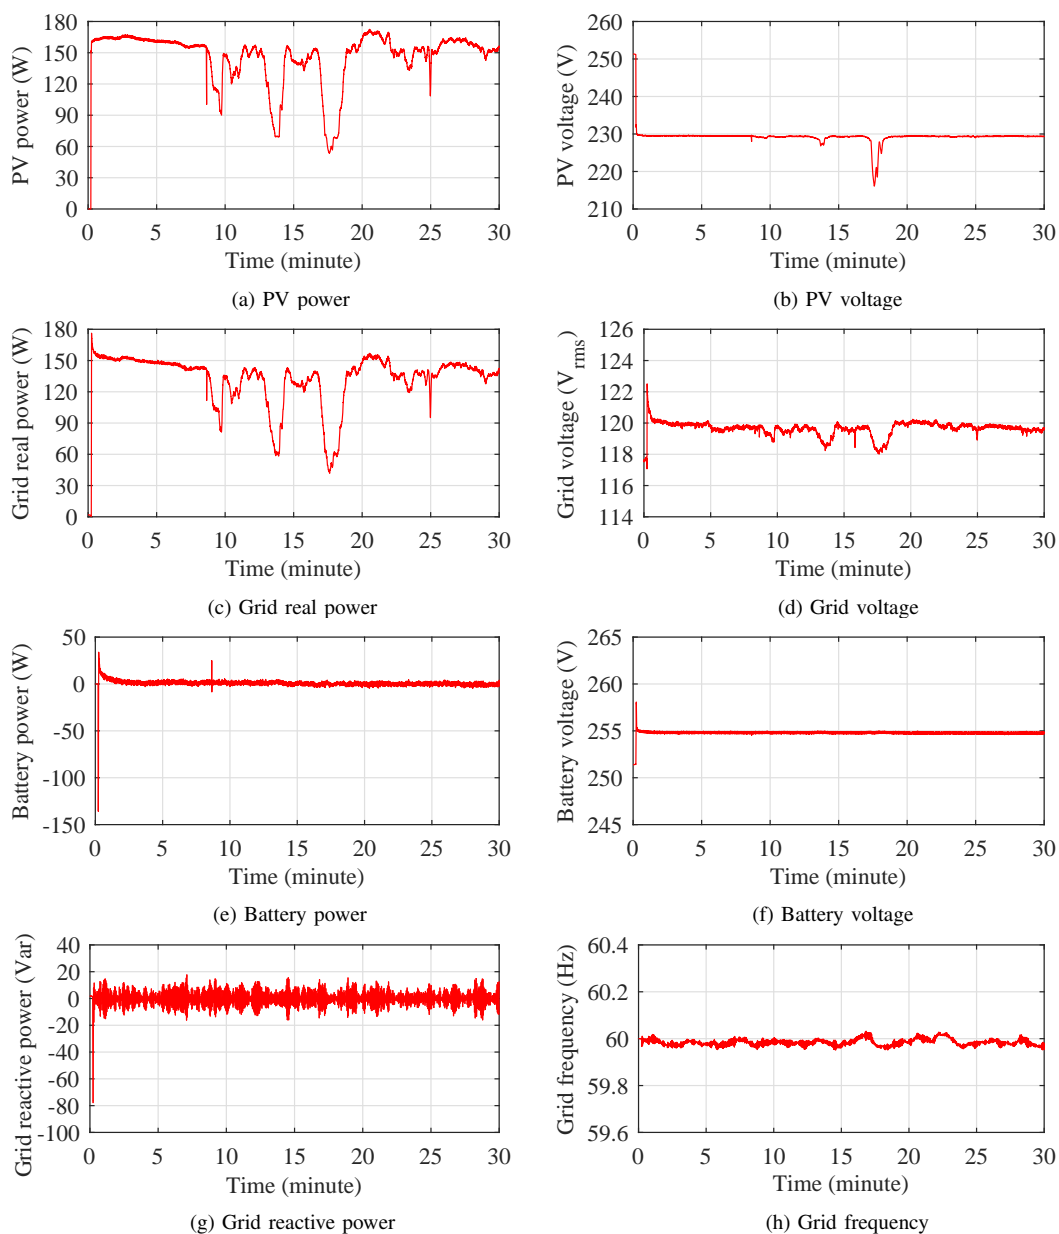 PV power (W)
180
150
120
90
60
30
0
0 5 10 15 20 25 30
Time (minute)
(a) PV power
PV voltage (V)
260
250
240
230
220
210
0 5 10 15 20 25 30
Time (minute)
(b) PV voltage
Grid real power (W)
180
150
120
90
60
30
0
0 5 10 15 20 25 30
Time (minute)
(c) Grid real power
Grid voltage (Vrms)
126
124
122
120
118
116
114
0 5 10 15 20 25 30
Time (minute)
(d) Grid voltage
Battery power (W)
50
0
-50
-100
-150
0 5 10 15 20 25 30
Time (minute)
(e) Battery power
Battery voltage (V)
265
260
255
250
245
0 5 10 15 20 25 30
Time (minute)
(f) Battery voltage
Grid reactive power (Var)
40
20
0
-20
-40
-60
-80
-100
0 5 10 15 20 25 30
Time (minute)
(g) Grid reactive power
Grid frequency (Hz)
60.4
60.2
60
59.8
59.6
0 5 10 15 20 25 30
Time (minute)
(h) Grid frequency